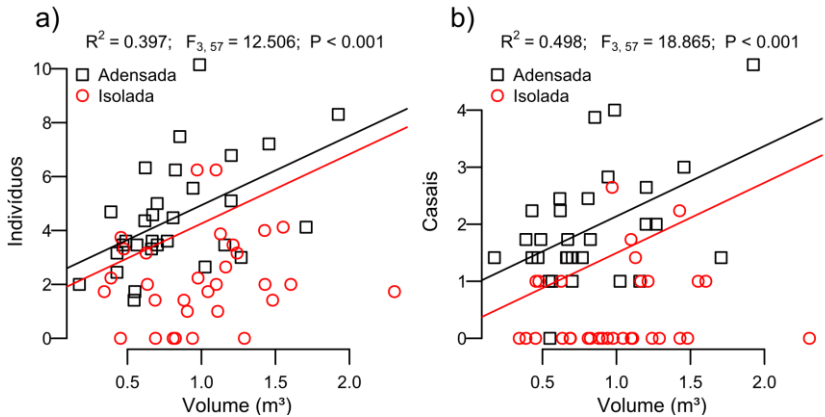 a)
R² = 0.397; F₃, ₅₇ = 12.506; P < 0.001
Adensada
Isolada
10
8
6
4
2
0
Indivíduos
0.5 1.0 1.5 2.0
Volume (m³)
b)
R² = 0.498; F₃, ₅₇ = 18.865; P < 0.001
Adensada
Isolada
4
3
2
1
0
Casais
0.5 1.0 1.5 2.0
Volume (m³)